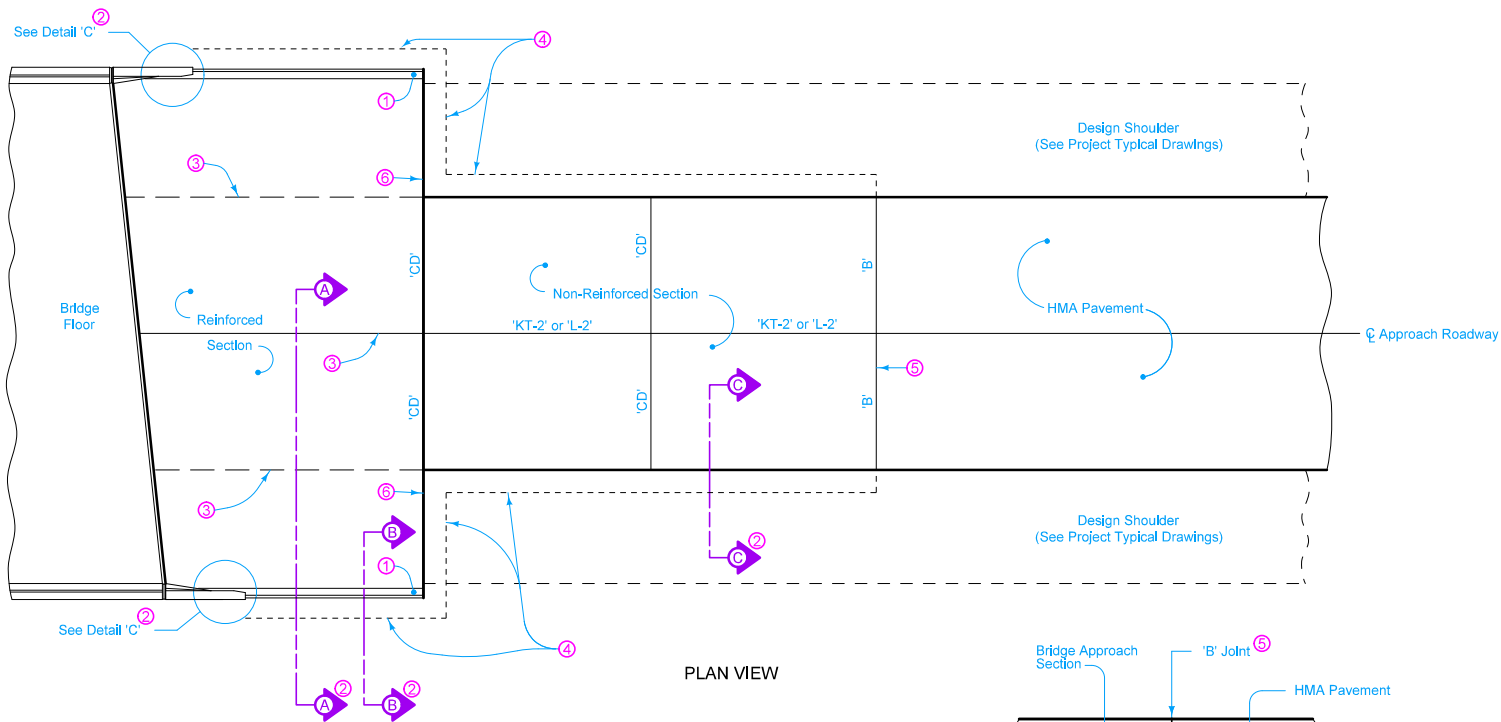 See Detail 'C' ②
④
①
Design Shoulder
(See Project Typical Drawings)
③
⑥
'CD'
'CD'
'B'
A
Bridge
Floor
Reinforced
Section
Non-Reinforced Section
'KT-2' or 'L-2'
'KT-2' or 'L-2'
HMA Pavement
℄ Approach Roadway
③
⑤
C
'CD'
'CD'
'B'
③
⑥
B
C ②
Design Shoulder
(See Project Typical Drawings)
①
See Detail 'C' ②
④
PLAN VIEW
A ②
B ②
Bridge Approach
Section
'B' Joint ⑤
HMA Pavement